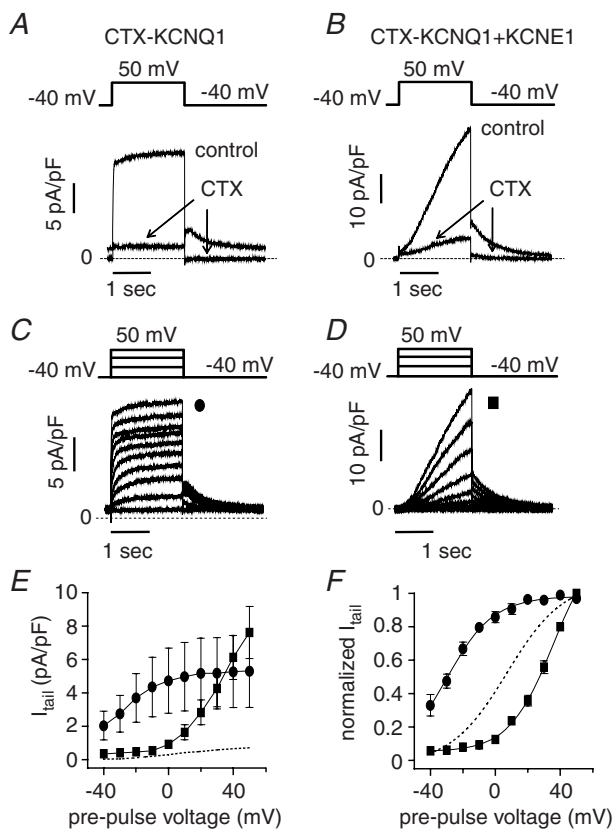 A
CTX-KCNQ1
50 mV
-40 mV
-40 mV
control
CTX
5 pA/pF
0
1 sec
B
CTX-KCNQ1+KCNE1
50 mV
-40 mV
-40 mV
control
CTX
10 pA/pF
0
1 sec
C
50 mV
-40 mV
-40 mV
5 pA/pF
0
1 sec
D
50 mV
-40 mV
-40 mV
10 pA/pF
0
1 sec
E
Itail (pA/pF)
10
8
6
4
2
0
-40
0
40
pre-pulse voltage (mV)
F
normalized Itail
1
0.8
0.6
0.4
0.2
0
-40
0
40
pre-pulse voltage (mV)